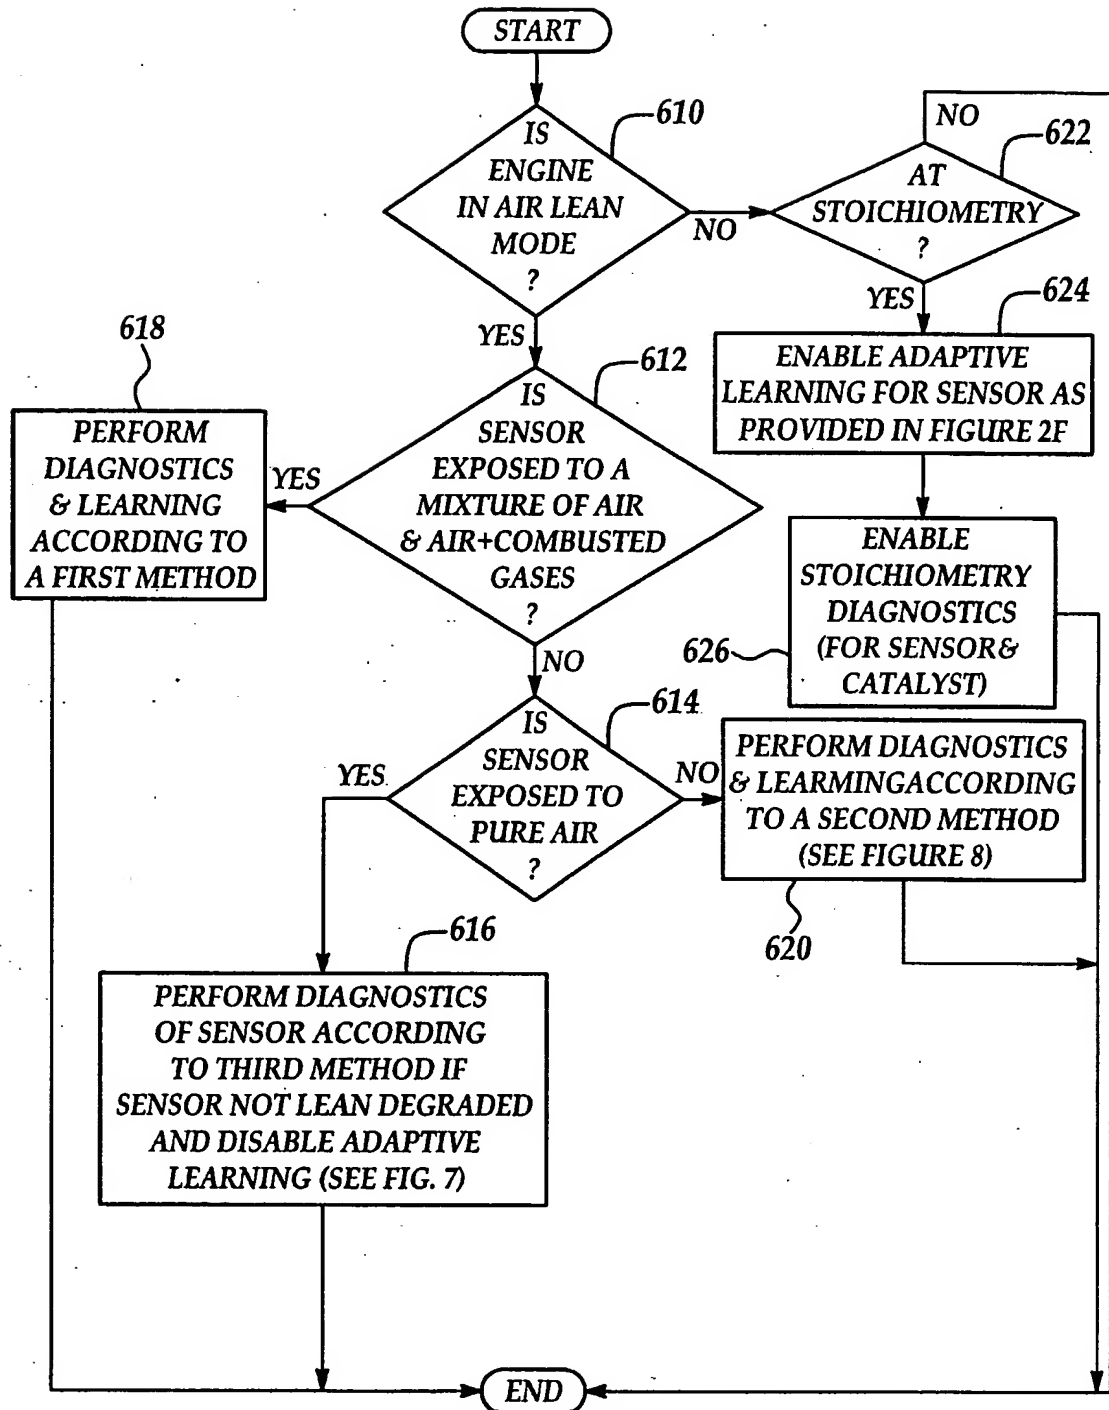 START
610
IS
ENGINE
IN AIR LEAN
MODE
?
NO
YES
NO
622
AT
STOICHIOMETRY
?
YES
624
ENABLE ADAPTIVE
LEARNING FOR SENSOR AS
PROVIDED IN FIGURE 2F
618
PERFORM
DIAGNOSTICS
& LEARNING
ACCORDING TO
A FIRST METHOD
YES
612
IS
SENSOR
EXPOSED TO A
MIXTURE OF AIR
& AIR+COMBUSTED
GASES
?
NO
ENABLE
STOICHIOMETRY
DIAGNOSTICS
(FOR SENSOR&
CATALYST)
626
614
IS
SENSOR
EXPOSED TO
PURE AIR
?
YES
NO
PERFORM DIAGNOSTICS
& LEARMINGACCORDING
TO A SECOND METHOD
(SEE FIGURE 8)
620
616
PERFORM DIAGNOSTICS
OF SENSOR ACCORDING
TO THIRD METHOD IF
SENSOR NOT LEAN DEGRADED
AND DISABLE ADAPTIVE
LEARNING (SEE FIG. 7)
END